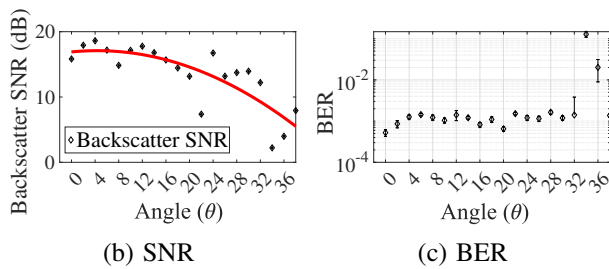 Backscatter SNR (dB)
20
10
0
Backscatter SNR
0 4 8 12 16 20 24 28 32 36
Angle (θ)
(b) SNR
BER
10⁻²
10⁻⁴
0 4 8 12 16 20 24 28 32 36
Angle (θ)
(c) BER